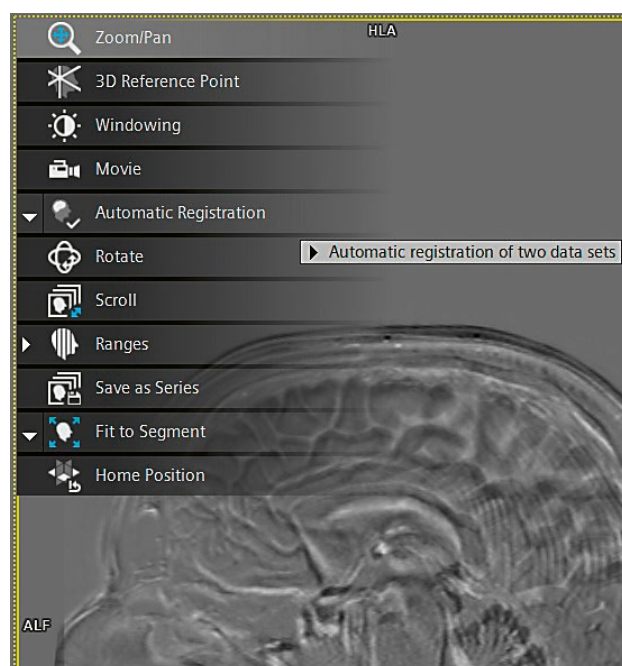 HLA
Zoom/Pan
3D Reference Point
Windowing
Movie
Automatic Registration
Rotate
Automatic registration of two data sets
Scroll
Ranges
Save as Series
Fit to Segment
Home Position
ALF